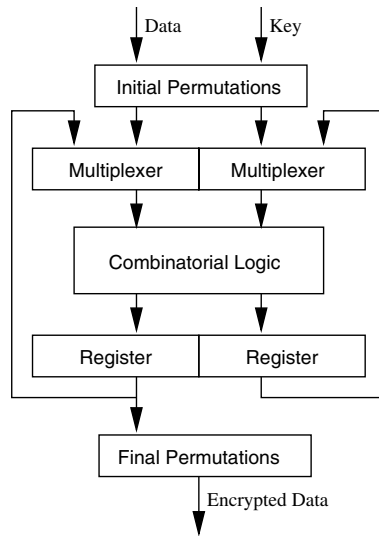 Data
Key
Initial Permutations
Multiplexer
Multiplexer
Combinatorial Logic
Register
Register
Final Permutations
Encrypted Data